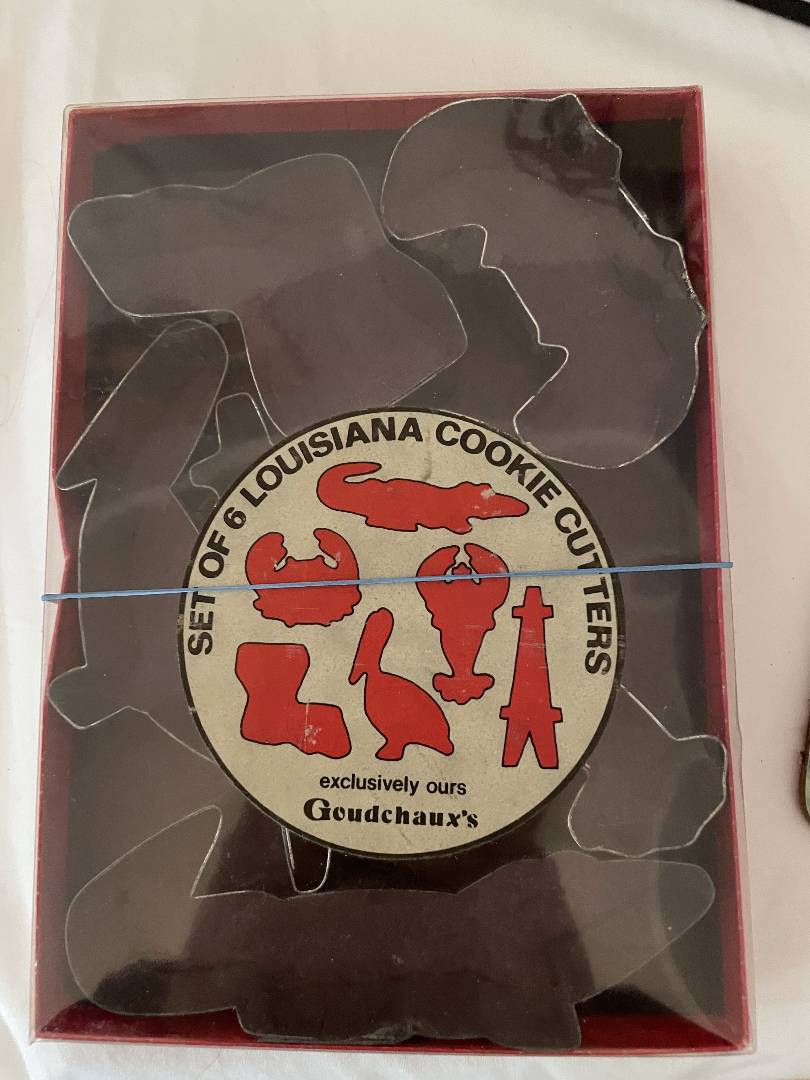 SET OF 6 LOUISIANA COOKIE CUTTERS
exclusively ours
Goudchaux's